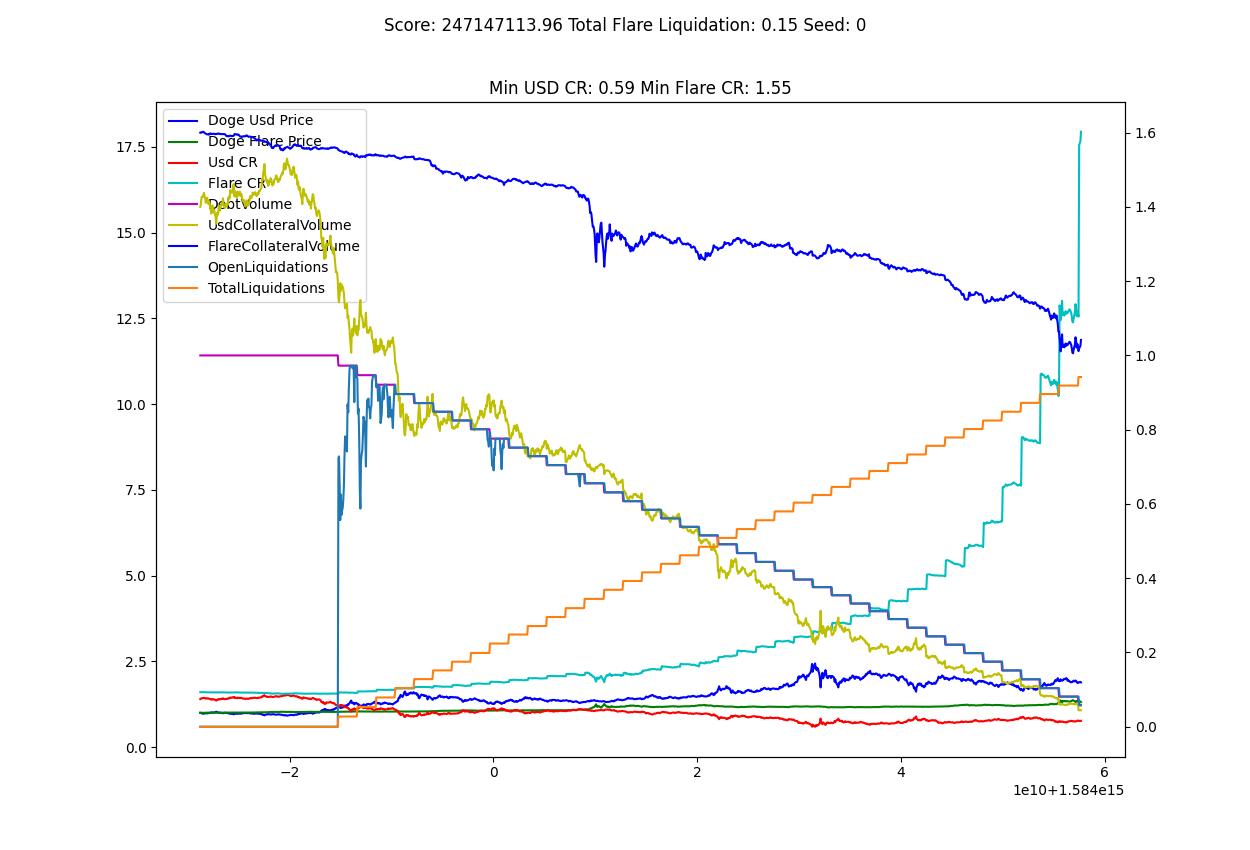 Score: 247147113.96 Total Flare Liquidation: 0.15 Seed: 0
Min USD CR: 0.59 Min Flare CR: 1.55
Doge Usd Price
Doge Flare Price
Usd CR
Flare CR
DebtVolume
UsdCollateralVolume
FlareCollateralVolume
OpenLiquidations
TotalLiquidations
17.5
15.0
12.5
10.0
7.5
5.0
2.5
0.0
1.6
1.4
1.2
1.0
0.8
0.6
0.4
0.2
0.0
−2 0 2 4 6
1e10+1.584e15